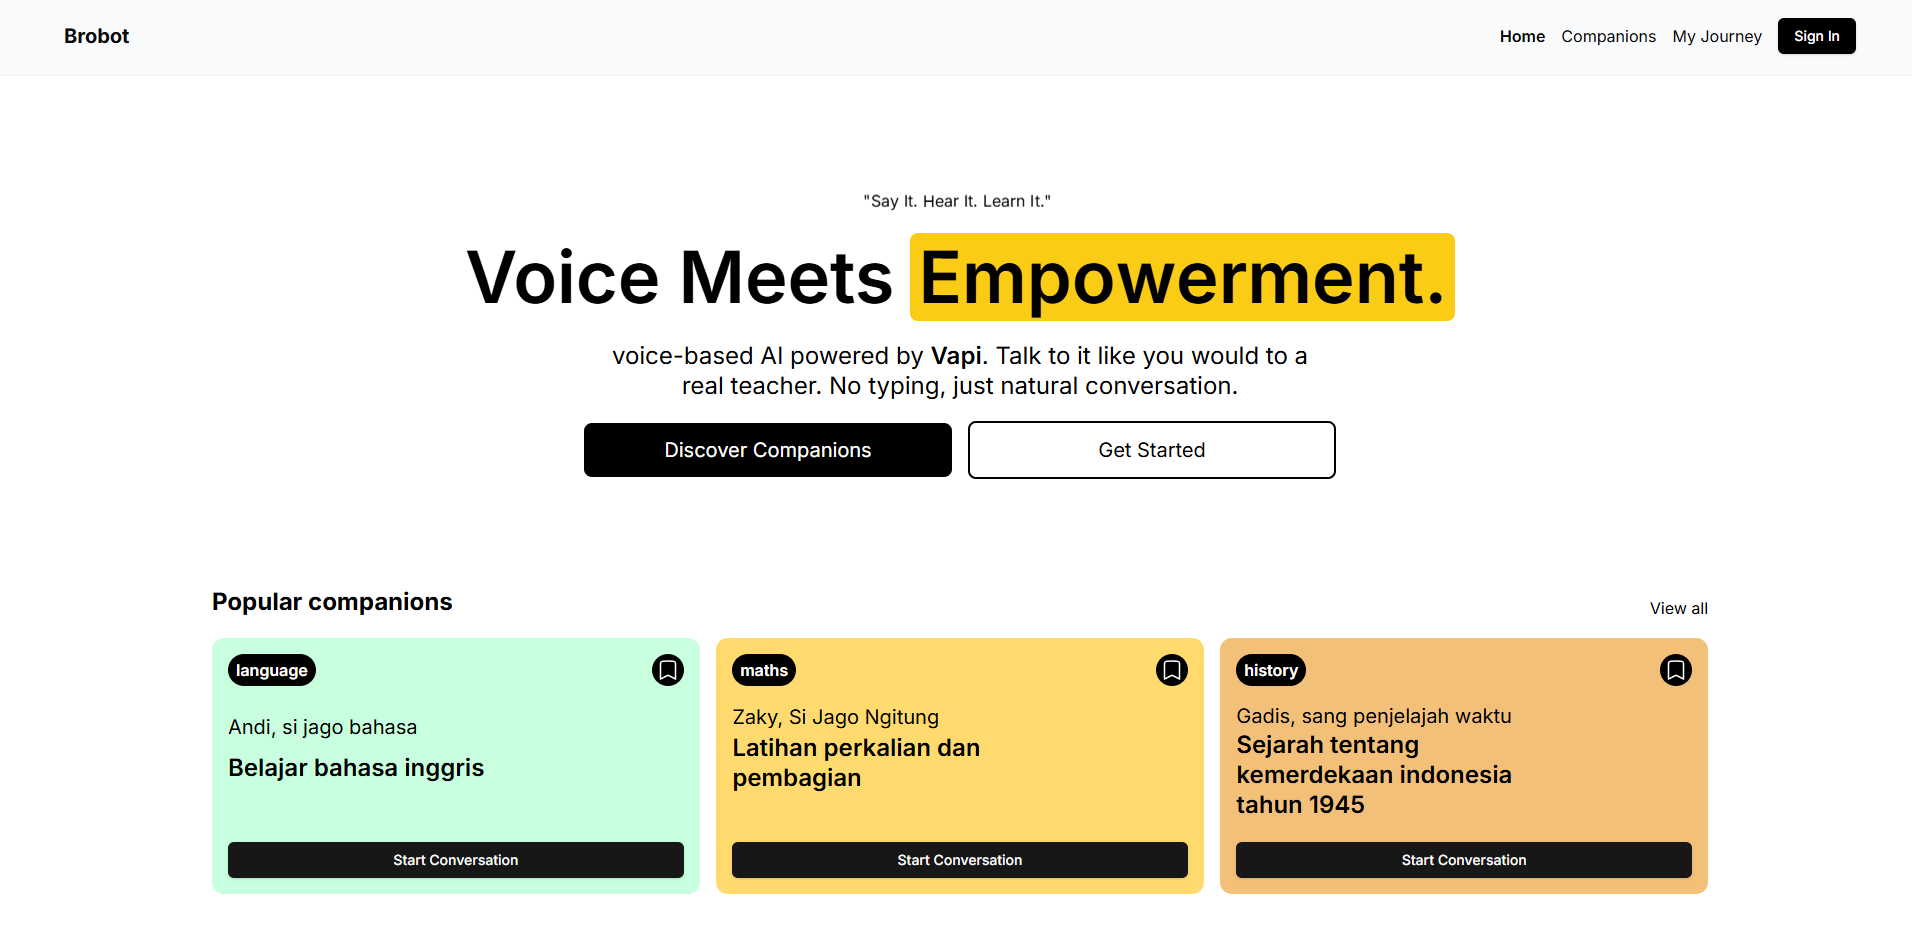 Brobot
Home
Companions
My Journey
Sign In
"Say It. Hear It. Learn It."
Voice Meets Empowerment.
voice-based AI powered by Vapi. Talk to it like you would to a
real teacher. No typing, just natural conversation.
Discover Companions
Get Started
Popular companions
View all
language
Andi, si jago bahasa
Belajar bahasa inggris
Start Conversation
maths
Zaky, Si Jago Ngitung
Latihan perkalian dan
pembagian
Start Conversation
history
Gadis, sang penjelajah waktu
Sejarah tentang
kemerdekaan indonesia
tahun 1945
Start Conversation